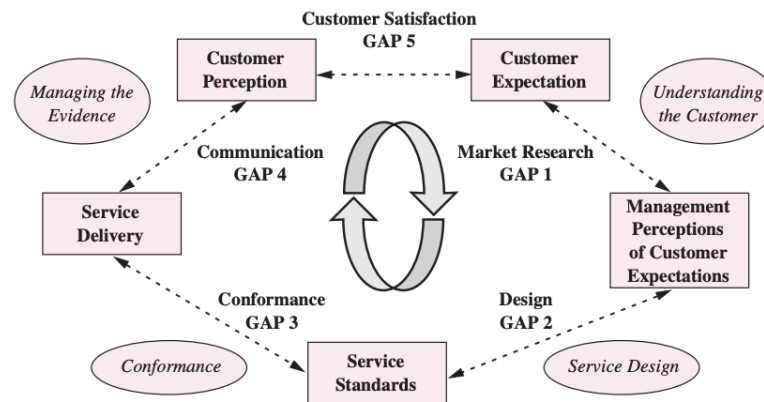 Customer Satisfaction
GAP 5
Customer
Perception
Customer
Expectation
Managing the
Evidence
Understanding
the Customer
Communication
GAP 4
Market Research
GAP 1
Service
Delivery
Management
Perceptions
of Customer
Expectations
Conformance
GAP 3
Design
GAP 2
Conformance
Service
Standards
Service Design